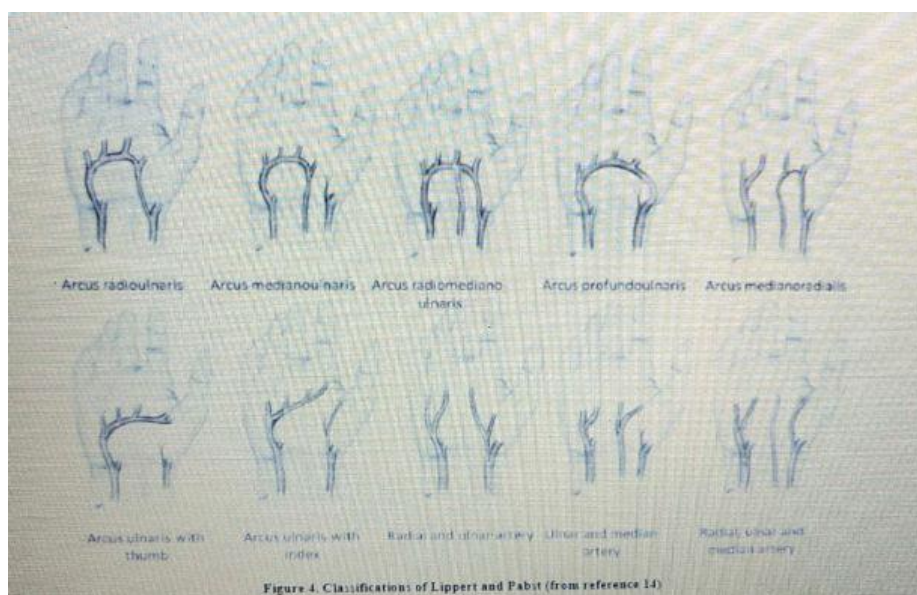 Arcus radioulnaris
Arcus medianoulnaris
Arcus radiomediano
ulnaris
Arcus profundoulnaris
Arcus medianoradialis
Arcus ulnaris with
thumb
Arcus ulnaris with
index
Radial and ulnar artery
Ulnar and median
artery
Radial, ulnar and
median artery
Figure 4. Classifications of Lippert and Pabst (from reference 14)